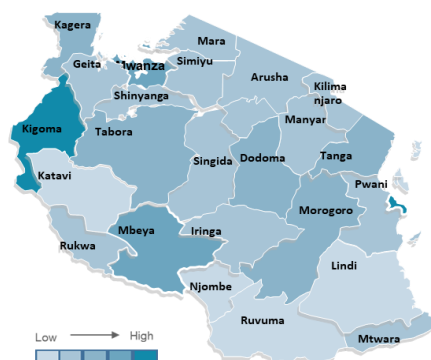 Kagera
Mara
Geita
Mwanza
Simiyu
Arusha
Kilima
njaro
Shinyanga
Manyar
Kigoma
Tabora
Singida
Dodoma
Tanga
Katavi
Pwani
Morogoro
Mbeya
Iringa
Rukwa
Lindi
Njombe
Ruvuma
Mtwara
Low
High